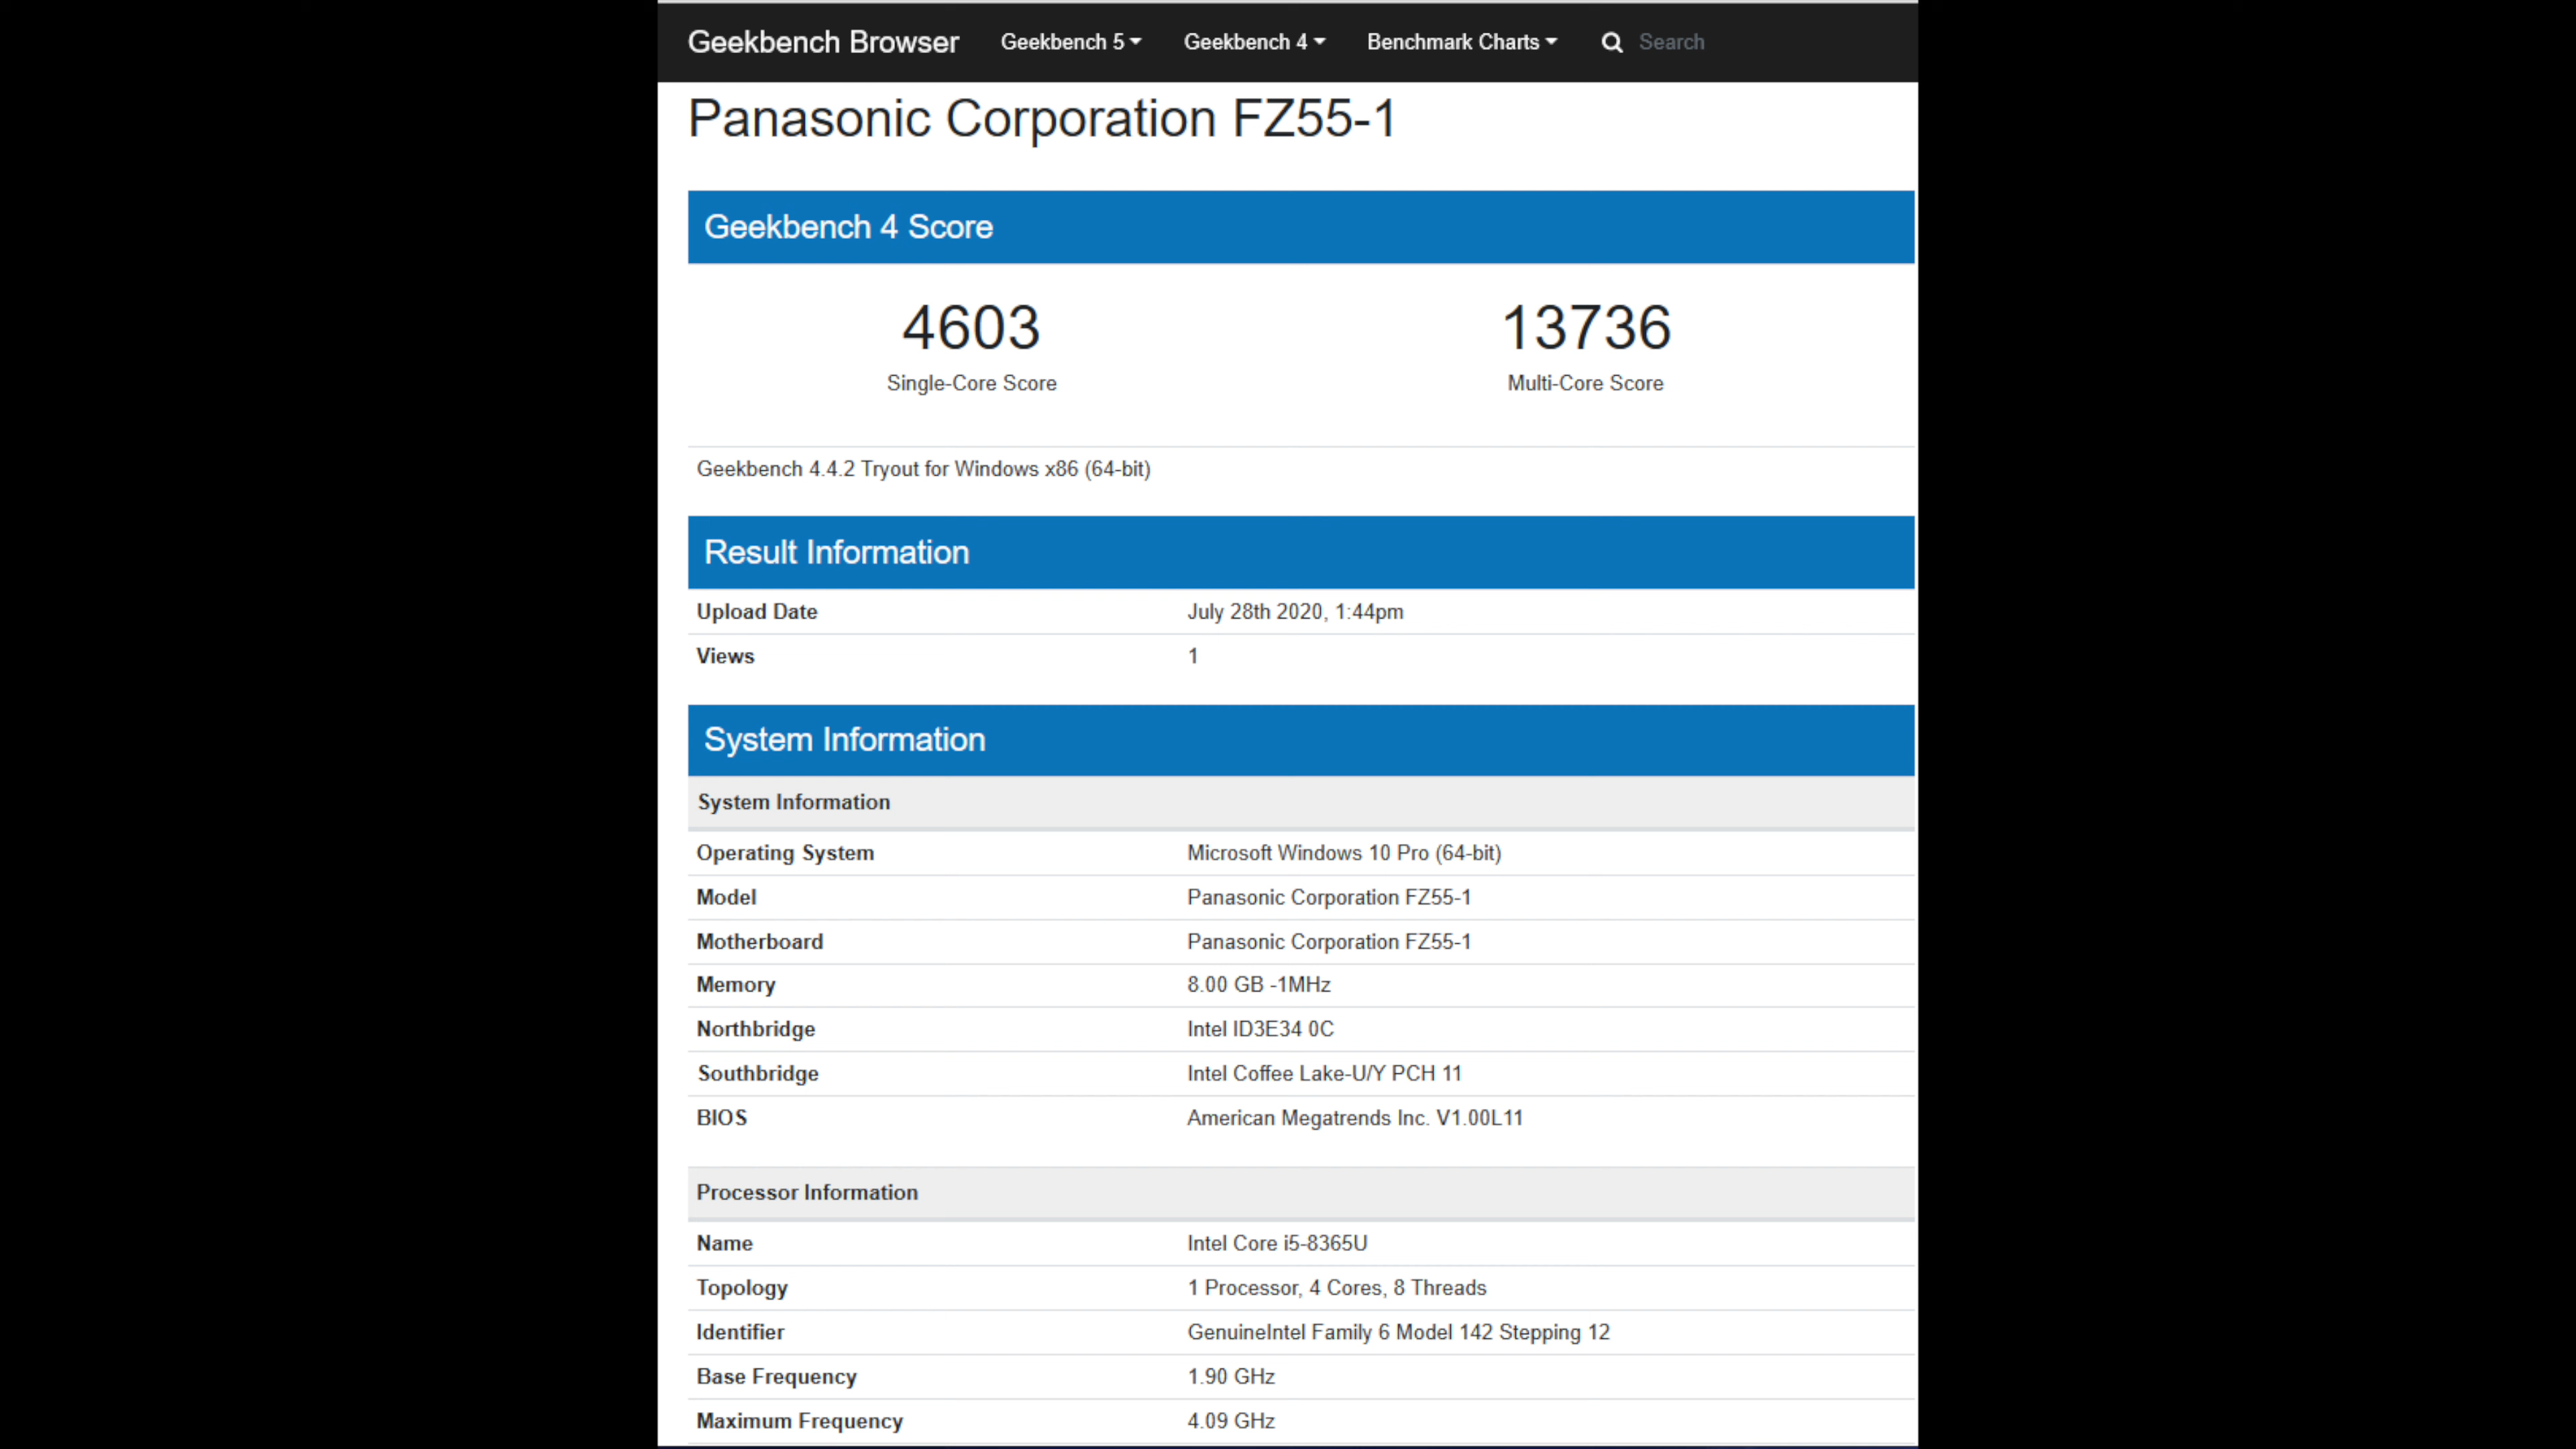 Geekbench Browser Geekbench 5 Geekbench 4 Benchmark Charts Search
Panasonic Corporation FZ55-1
Geekbench 4 Score
4603 13736
Single-Core Score Multi-Core Score
Geekbench 4.4.2 Tryout for Windows x86 (64-bit)
Result Information
Upload Date July 28th 2020, 1:44pm
Views 1
System Information
System Information
Operating System Microsoft Windows 10 Pro (64-bit)
Model Panasonic Corporation FZ55-1
Motherboard Panasonic Corporation FZ55-1
Memory 8.00 GB -1MHz
Northbridge Intel ID3E34 0C
Southbridge Intel Coffee Lake-U/Y PCH 11
BIOS American Megatrends Inc. V1.00L11
Processor Information
Name Intel Core i5-8365U
Topology 1 Processor, 4 Cores, 8 Threads
Identifier GenuineIntel Family 6 Model 142 Stepping 12
Base Frequency 1.90 GHz
Maximum Frequency 4.09 GHz